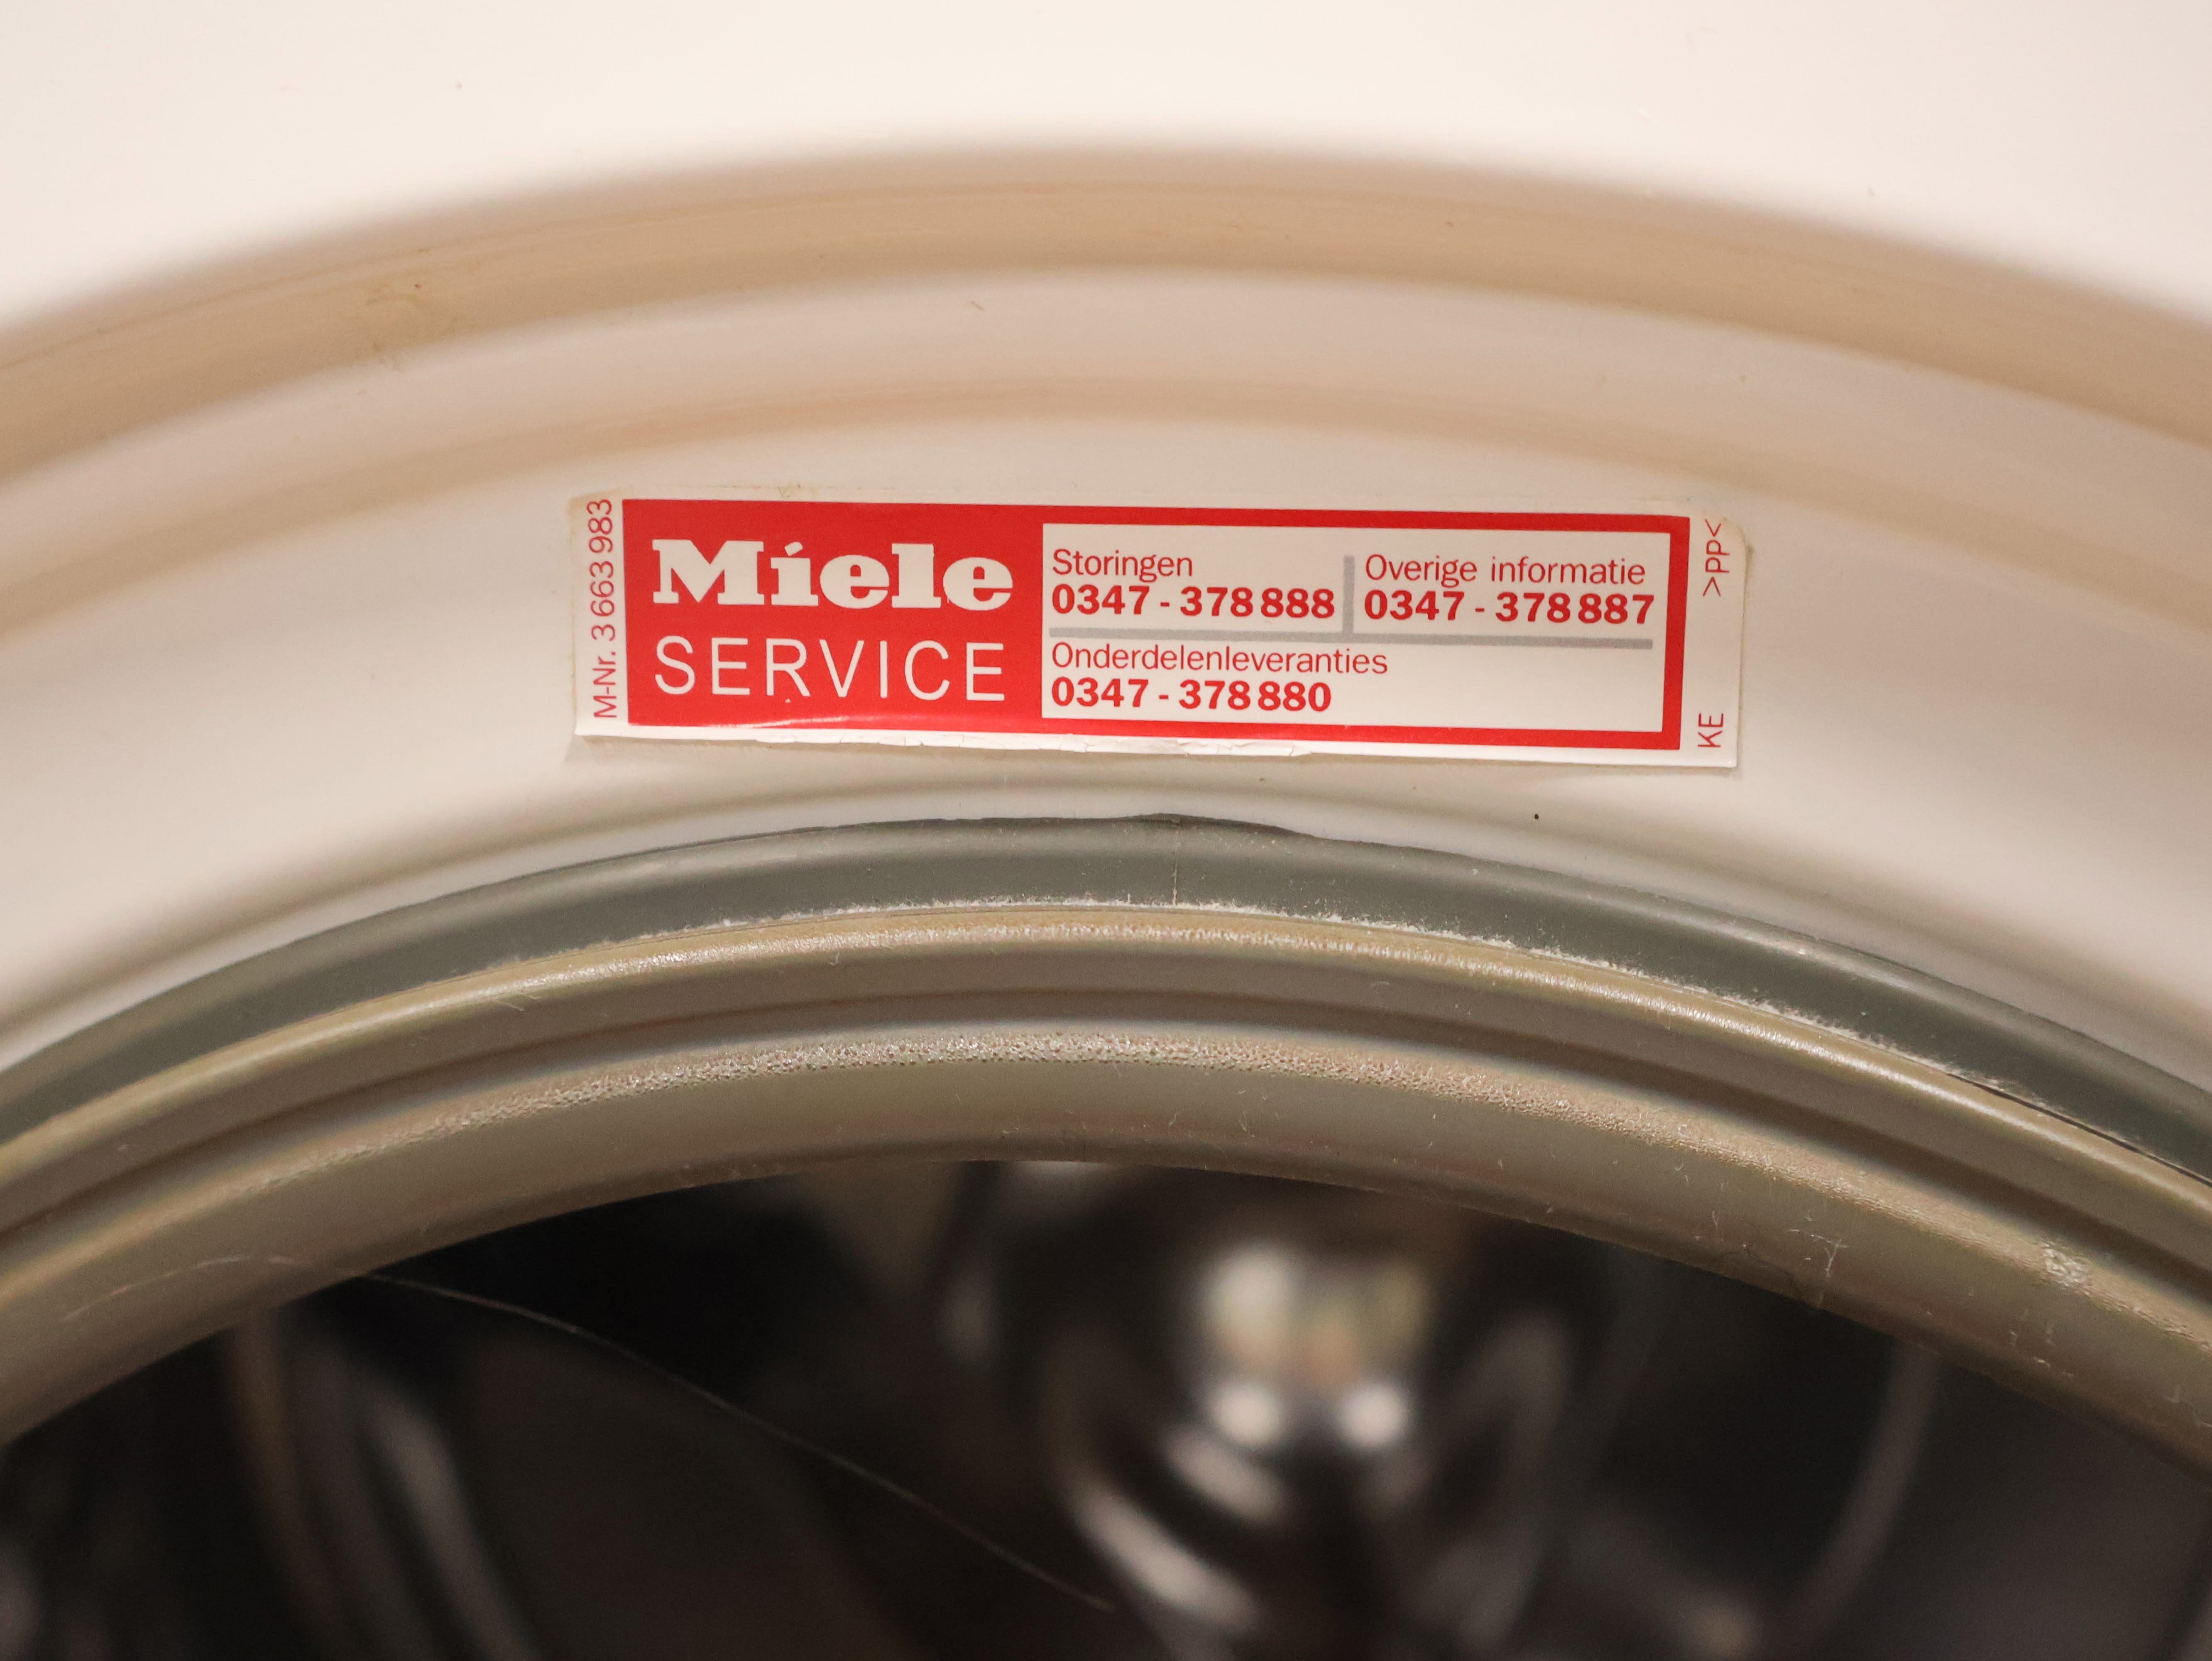 M-Nr. 3 663 983
Miele
SERVICE
Storingen
0347 - 378 888
Overige informatie
0347 - 378 887
Onderdelenleveranties
0347 - 378 880
>PP<
KE